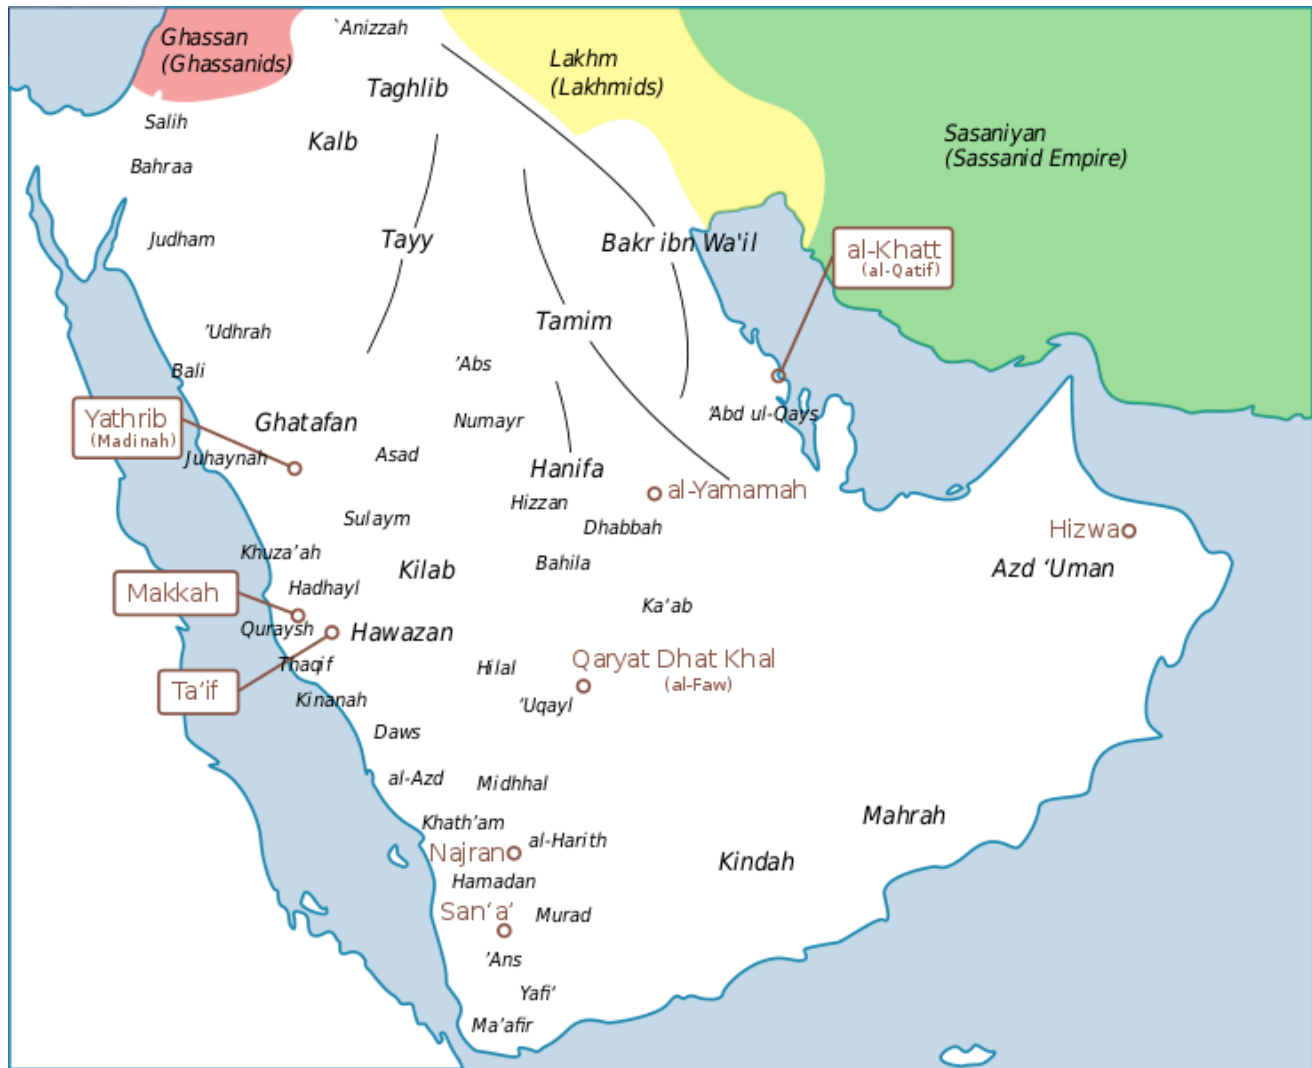 `Anizzah
Ghassan
(Ghassanids)
Lakhm
(Lakhmids)
Taghlib
Salih
Kalb
Sasaniyan
(Sassanid Empire)
Bahraa
Judham
Tayy
Bakr ibn Wa'il
al-Khatt
(al-Qatif)
'Udhrah
Tamim
Bali
'Abs
Yathrib
(Madinah)
Ghatafan
Numayr
'Abd ul-Qays
Juhaynah
Asad
Hanifa
al-Yamamah
Hizzan
Sulaym
Dhabbah
Hizwa
Khuza'ah
Kilab
Bahila
Azd 'Uman
Makkah
Hadhayl
Ka'ab
Quraysh
Hawazan
Thaqif
Hilal
Qaryat Dhat Khal
(al-Faw)
Ta'if
Kinanah
'Uqayl
Daws
al-Azd
Midhhal
Mahrah
Khath'am
al-Harith
Najran
Kindah
Hamadan
San'a'
Murad
'Ans
Yafi'
Ma'afir